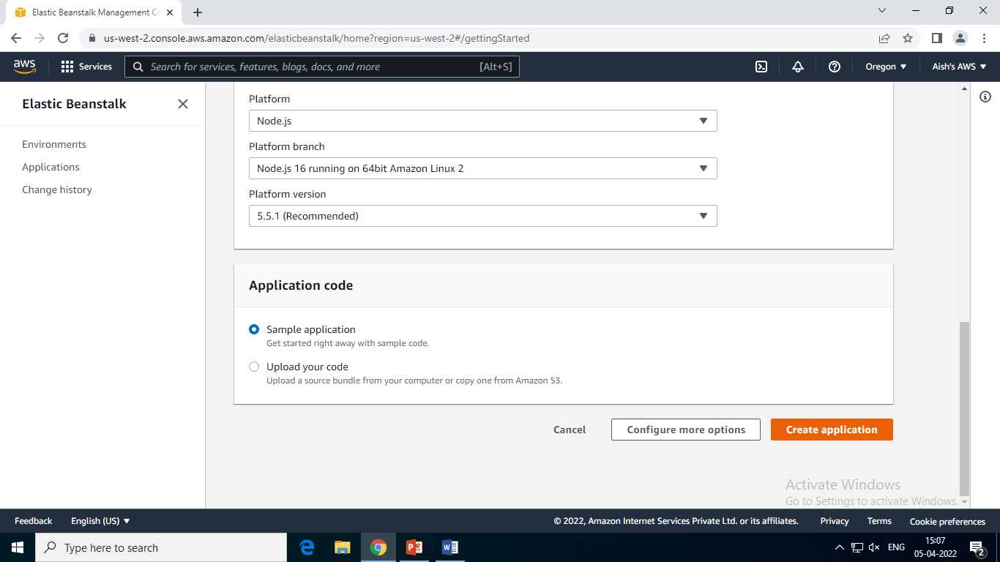 Elastic Beanstalk Management Co
us-west-2.console.aws.amazon.com/elasticbeanstalk/home?region=us-west-2#/gettingStarted
aws
Services
Search for services, features, blogs, docs, and more
[Alt+S]
Oregon
Aish's AWS
Elastic Beanstalk
Environments
Applications
Change history
Platform
Node.js
Platform branch
Node.js 16 running on 64bit Amazon Linux 2
Platform version
5.5.1 (Recommended)
Application code
Sample application
Get started right away with sample code.
Upload your code
Upload a source bundle from your computer or copy one from Amazon S3.
Cancel
Configure more options
Create application
Activate Windows
Go to Settings to activate Windows.
Feedback
English (US)
© 2022, Amazon Internet Services Private Ltd. or its affiliates.
Privacy
Terms
Cookie preferences
Type here to search
ENG
15:07
05-04-2022
2